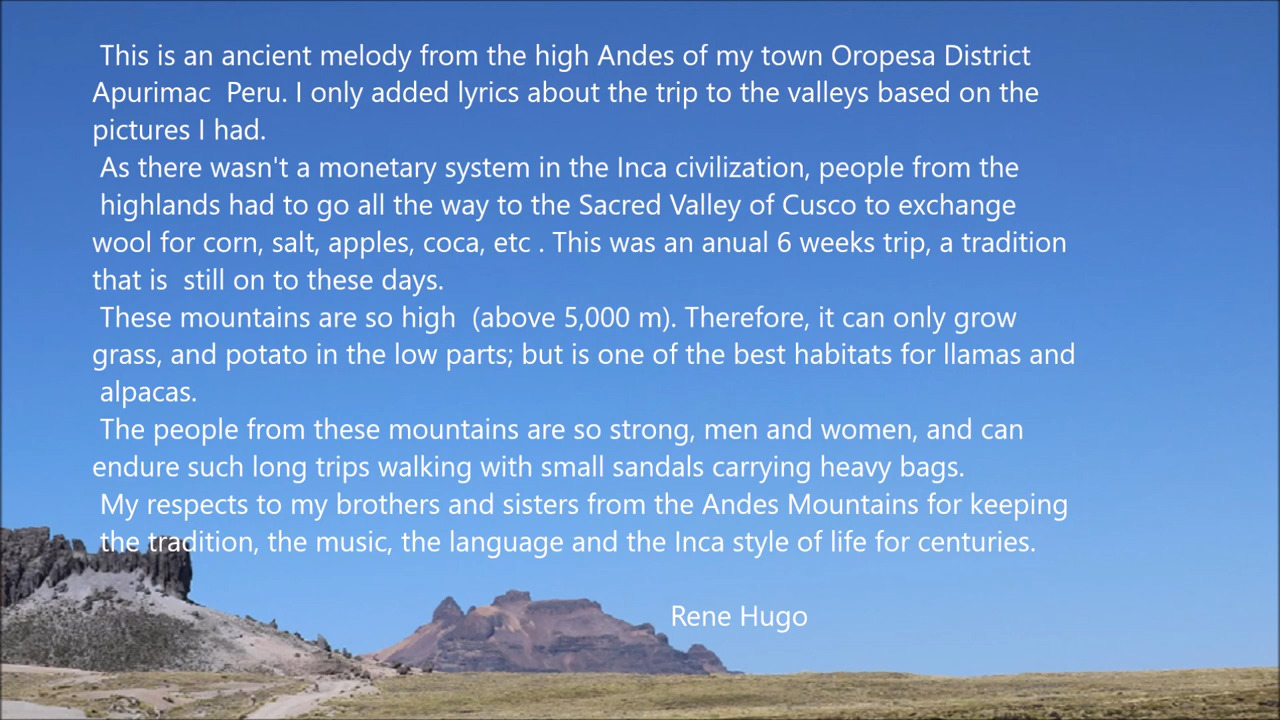 This is an ancient melody from the high Andes of my town Oropesa District
Apurimac  Peru. I only added lyrics about the trip to the valleys based on the
pictures I had.
As there wasn't a monetary system in the Inca civilization, people from the
highlands had to go all the way to the Sacred Valley of Cusco to exchange
wool for corn, salt, apples, coca, etc . This was an anual 6 weeks trip, a tradition
that is  still on to these days.
These mountains are so high  (above 5,000 m). Therefore, it can only grow
grass, and potato in the low parts; but is one of the best habitats for llamas and
alpacas.
The people from these mountains are so strong, men and women, and can
endure such long trips walking with small sandals carrying heavy bags.
My respects to my brothers and sisters from the Andes Mountains for keeping
the tradition, the music, the language and the Inca style of life for centuries.
Rene Hugo